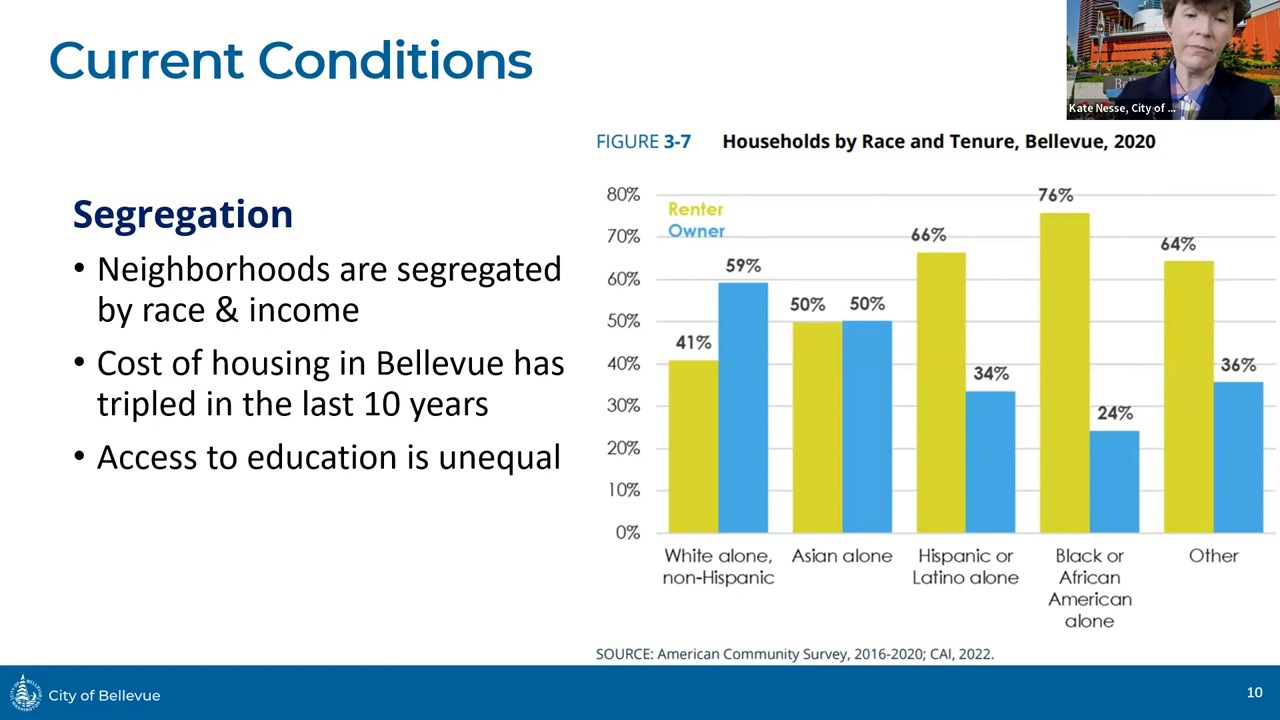 Current Conditions
Kate Nesse, City of ...
Segregation
• Neighborhoods are segregated
by race & income
• Cost of housing in Bellevue has
tripled in the last 10 years
• Access to education is unequal
FIGURE 3-7 Households by Race and Tenure, Bellevue, 2020
Renter
Owner
80%
70%
60%
50%
40%
30%
20%
10%
0%
41%
59%
50%
50%
66%
34%
76%
24%
64%
36%
White alone,
non-Hispanic
Asian alone
Hispanic or
Latino alone
Black or
African
American
alone
Other
SOURCE: American Community Survey, 2016-2020; CAI, 2022.
City of Bellevue
10